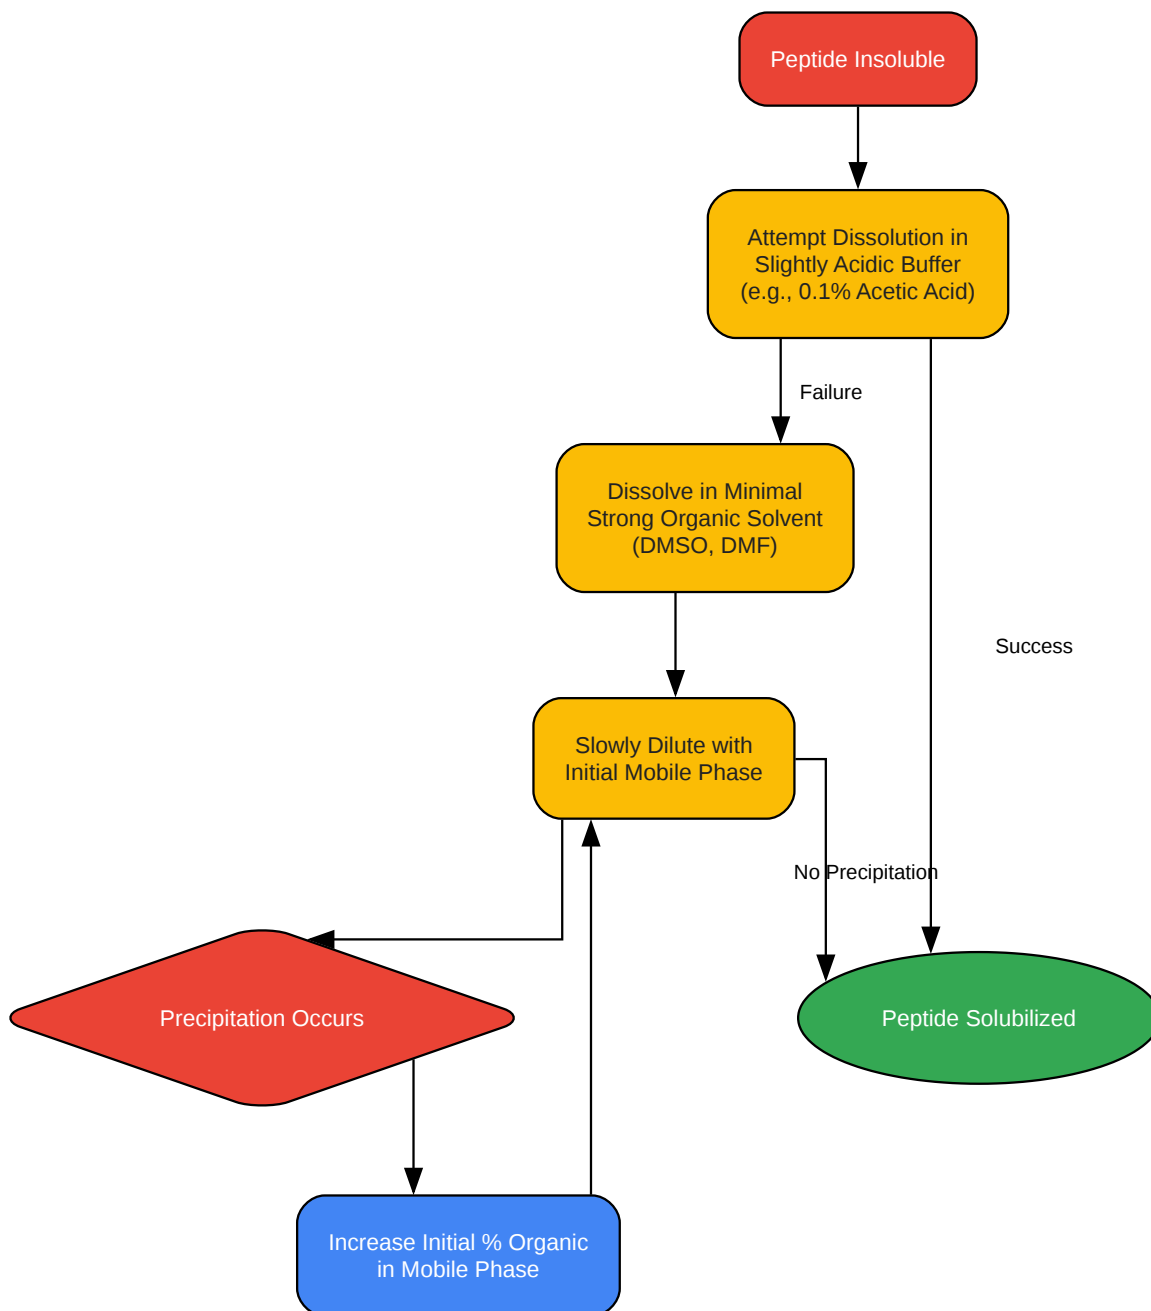 Peptide Insoluble
Attempt Dissolution in
Slightly Acidic Buffer
(e.g., 0.1% Acetic Acid)
Failure
Dissolve in Minimal
Strong Organic Solvent
(DMSO, DMF)
Success
Slowly Dilute with
Initial Mobile Phase
No Precipitation
Precipitation Occurs
Peptide Solubilized
Increase Initial % Organic
in Mobile Phase